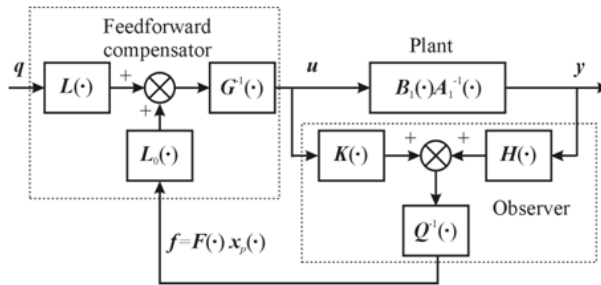 Feedforward
compensator
Plant
q
L(·)
+
+
G⁻¹(·)
u
B₁(·)A₁⁻¹(·)
y
L₀(·)
K(·)
+
+
H(·)
Observer
Q⁻¹(·)
f=F(·) xₚ(·)